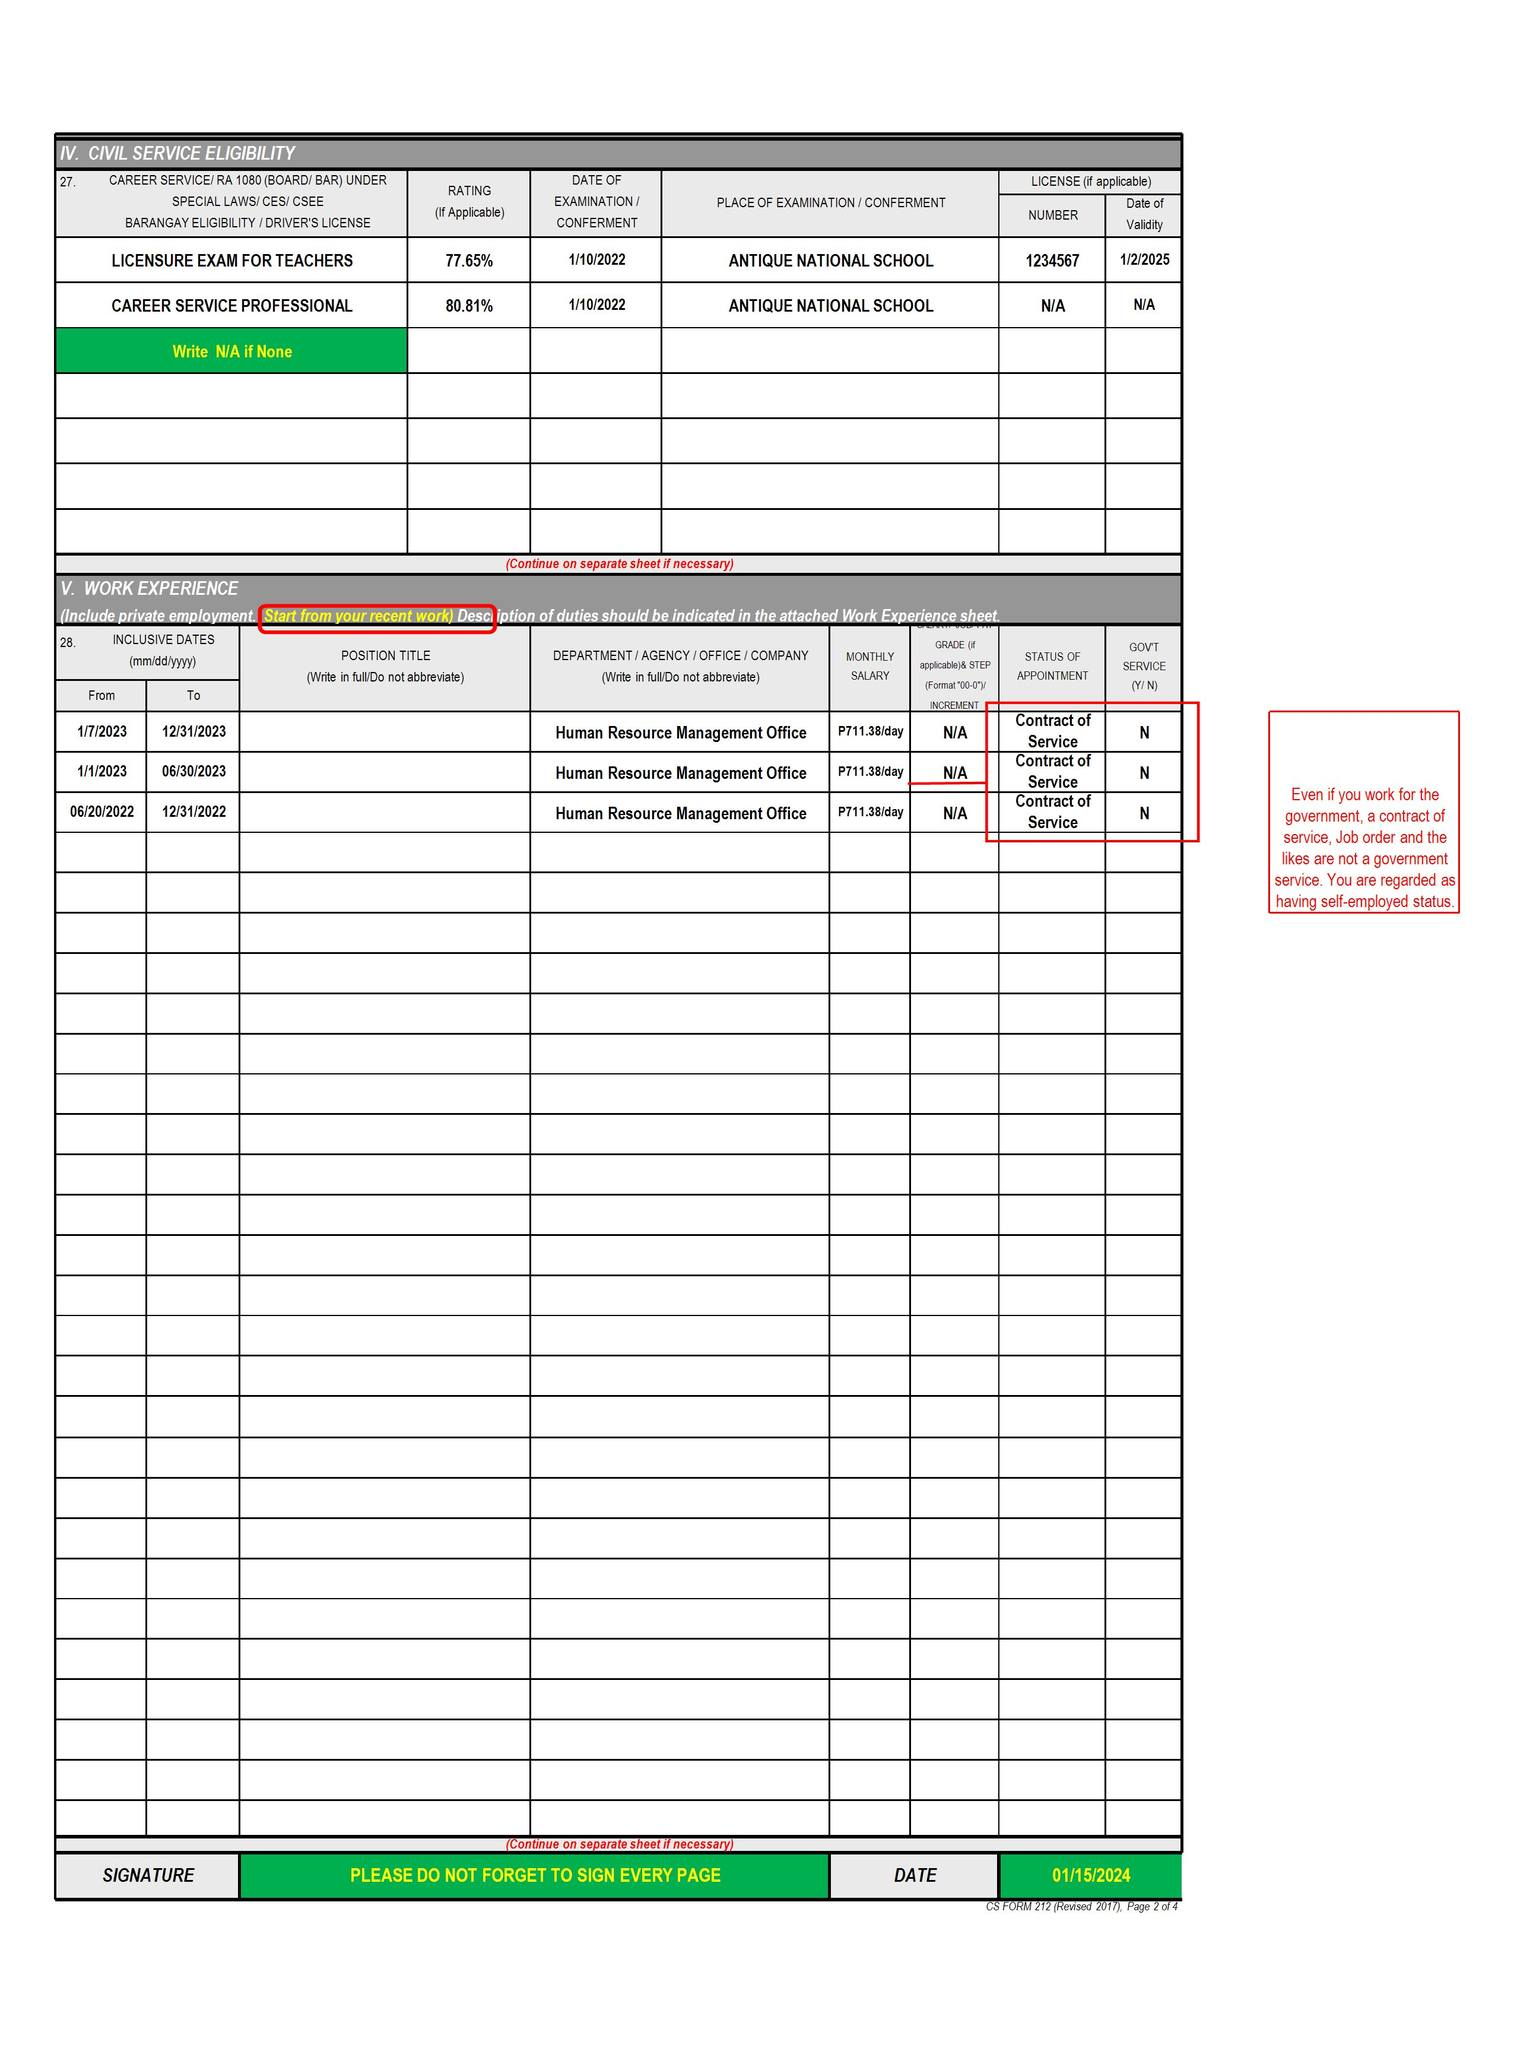 IV. CIVIL SERVICE ELIGIBILITY
27. CAREER SERVICE/ RA 1080 (BOARD/ BAR) UNDER
SPECIAL LAWS/ CES/ CSEE
BARANGAY ELIGIBILITY / DRIVER'S LICENSE
RATING
(If Applicable)
DATE OF
EXAMINATION /
CONFERMENT
PLACE OF EXAMINATION / CONFERMENT
LICENSE (if applicable)
NUMBER
Date of
Validity
LICENSURE EXAM FOR TEACHERS 77.65% 1/10/2022 ANTIQUE NATIONAL SCHOOL 1234567 1/2/2025
CAREER SERVICE PROFESSIONAL 80.81% 1/10/2022 ANTIQUE NATIONAL SCHOOL N/A N/A
Write N/A if None
(Continue on separate sheet if necessary)
V. WORK EXPERIENCE
(Include private employment. Start from your recent work) Description of duties should be indicated in the attached Work Experience sheet.
28. INCLUSIVE DATES
(mm/dd/yyyy)
From To
POSITION TITLE
(Write in full/Do not abbreviate)
DEPARTMENT / AGENCY / OFFICE / COMPANY
(Write in full/Do not abbreviate)
MONTHLY
SALARY
GRADE (if
applicable)& STEP
(Format "00-0")/
INCREMENT
STATUS OF
APPOINTMENT
GOV'T
SERVICE
(Y/ N)
1/7/2023 12/31/2023 Human Resource Management Office P711.38/day N/A Contract of
Service N
1/1/2023 06/30/2023 Human Resource Management Office P711.38/day N/A Contract of
Service N
06/20/2022 12/31/2022 Human Resource Management Office P711.38/day N/A Contract of
Service N
Even if you work for the
government, a contract of
service, Job order and the
likes are not a government
service. You are regarded as
having self-employed status.
(Continue on separate sheet if necessary)
SIGNATURE PLEASE DO NOT FORGET TO SIGN EVERY PAGE DATE 01/15/2024
CS FORM 212 (Revised 2017), Page 2 of 4